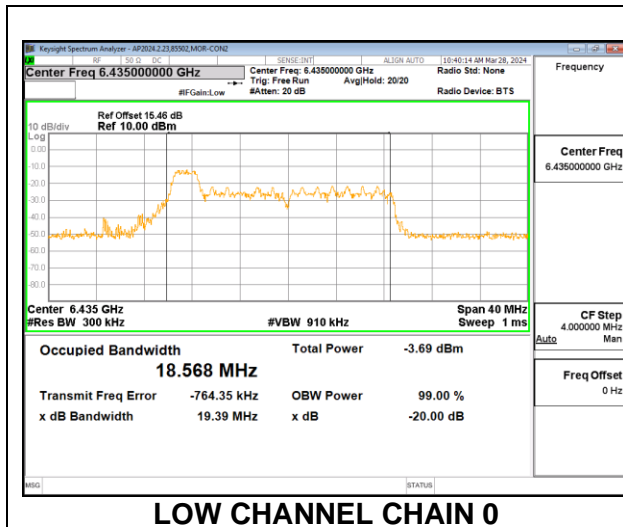 Keysight Spectrum Analyzer - AP2024.2.23,85502,MOR-CON2
RF 50 Ω DC SENSE:INT ALIGN AUTO 10:40:14 AM Mar 28, 2024
Center Freq 6.435000000 GHz
Center Freq: 6.435000000 GHz
Radio Std: None
Trig: Free Run Avg|Hold: 20/20
#IFGain:Low
#Atten: 20 dB
Radio Device: BTS
Frequency
Ref Offset 15.46 dB
10 dB/div Ref 10.00 dBm
Log
0.00
-10.0
-20.0
-30.0
-40.0
-50.0
-60.0
-70.0
-80.0
Center Freq
6.435000000 GHz
Center 6.435 GHz
Span 40 MHz
#Res BW 300 kHz
#VBW 910 kHz
Sweep 1 ms
CF Step
4.000000 MHz
Auto Man
Occupied Bandwidth
18.568 MHz
Total Power -3.69 dBm
Freq Offset
0 Hz
Transmit Freq Error -764.35 kHz
OBW Power 99.00 %
x dB Bandwidth 19.39 MHz
x dB -20.00 dB
MSG
STATUS
LOW CHANNEL CHAIN 0